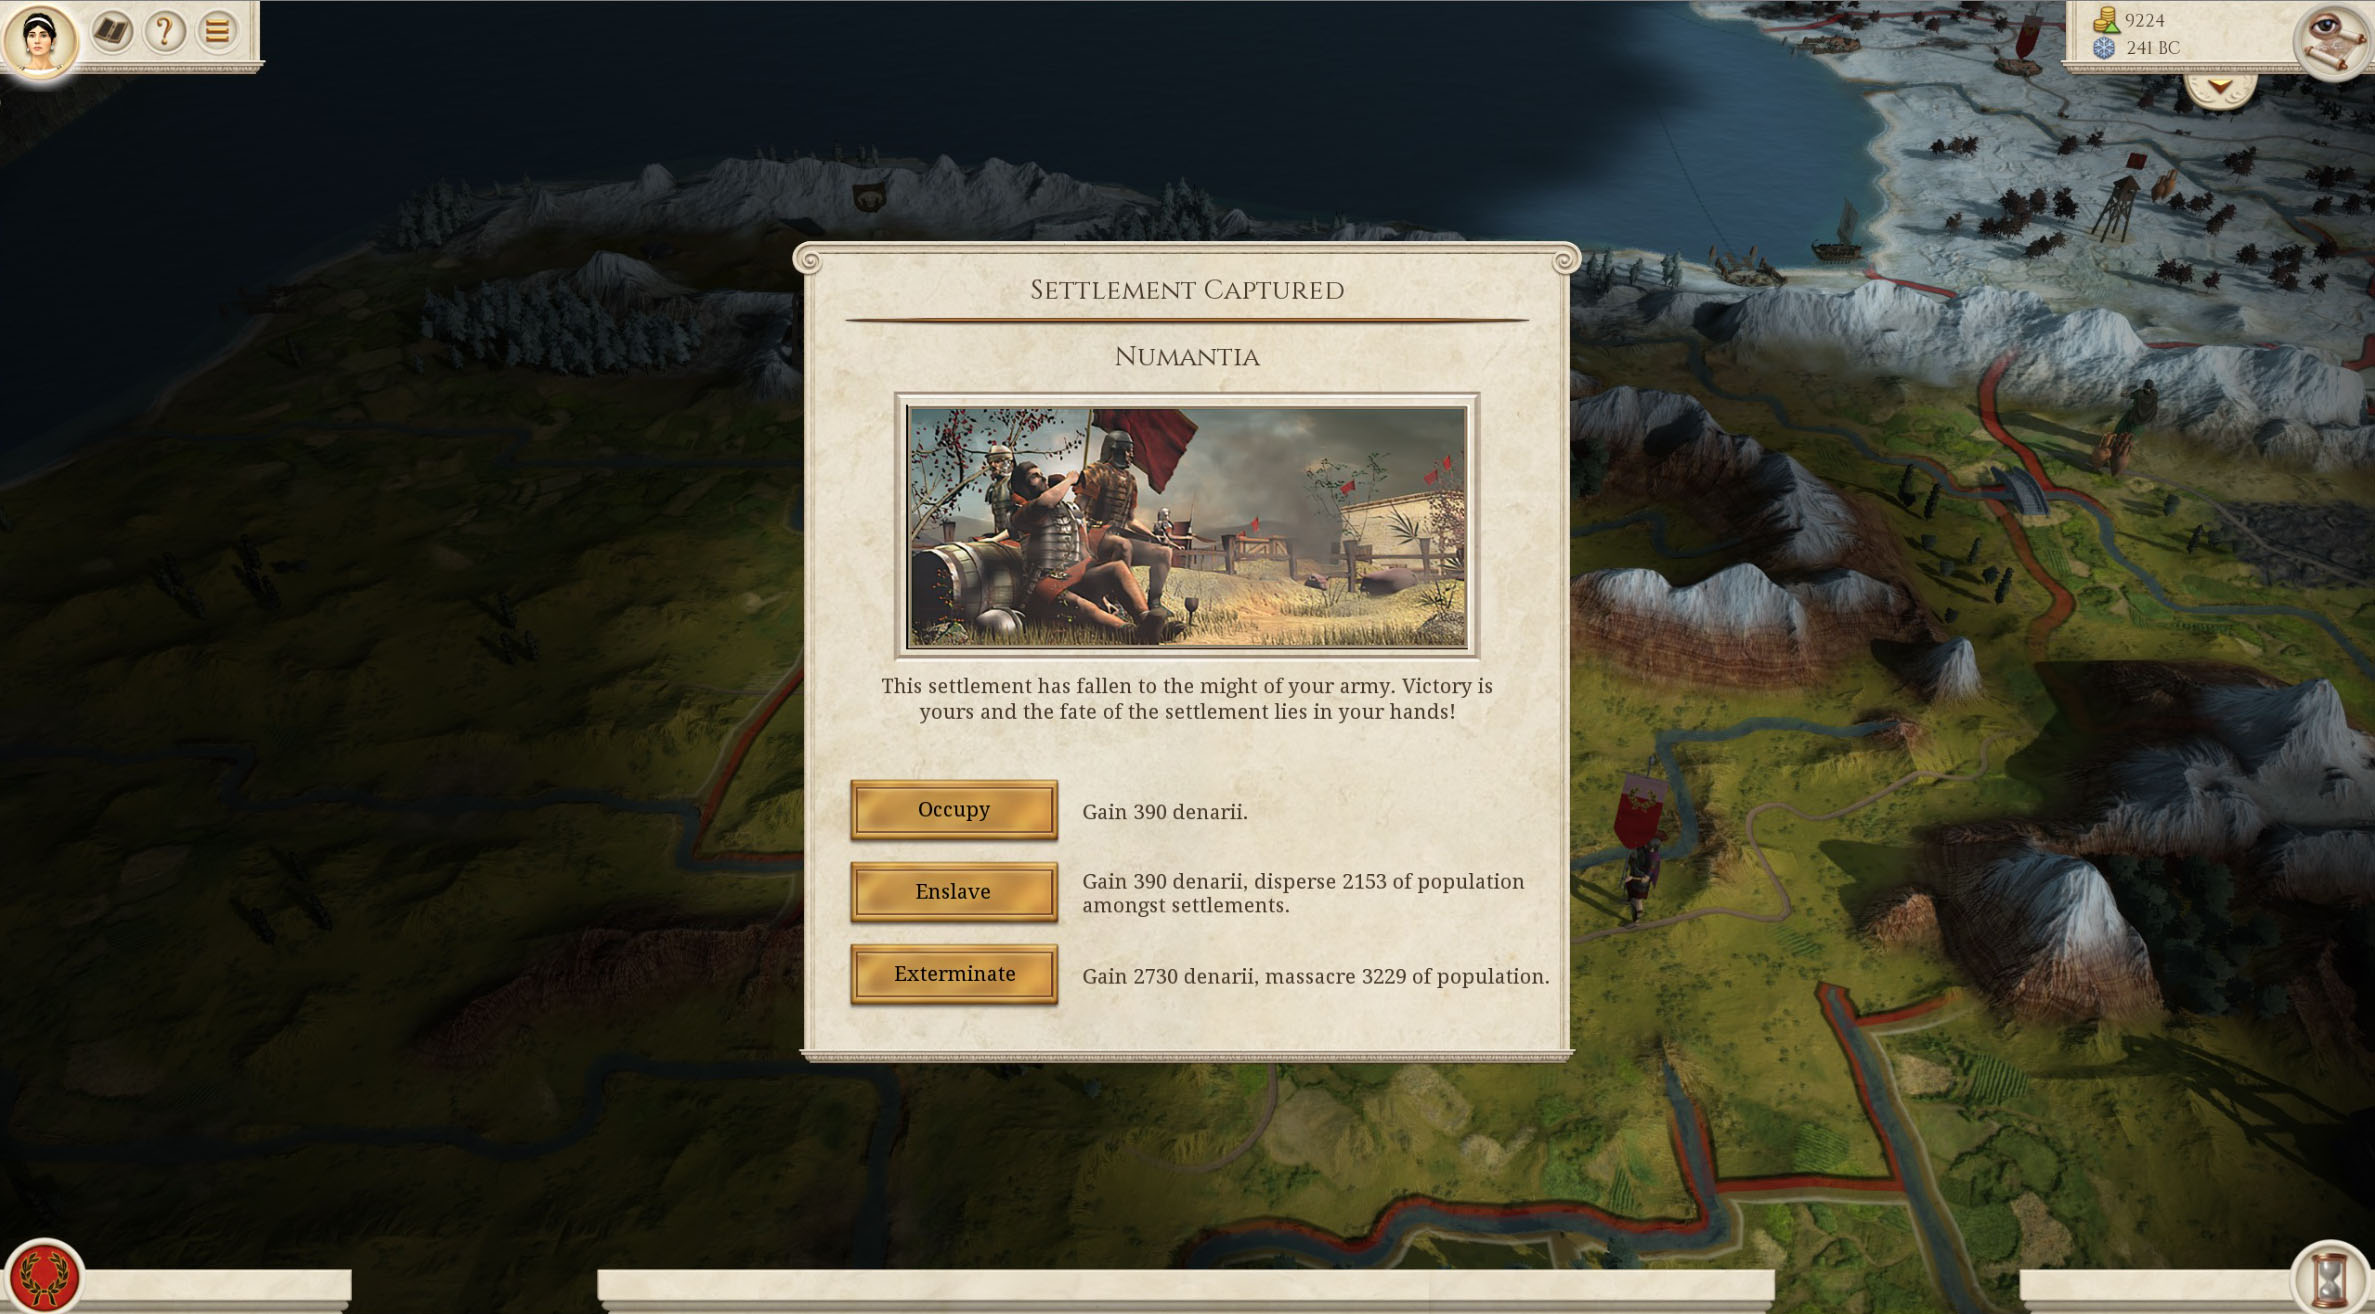 9224
241 BC
Settlement Captured
Numantia
This settlement has fallen to the might of your army. Victory is
yours and the fate of the settlement lies in your hands!
Occupy
Gain 390 denarii.
Enslave
Gain 390 denarii, disperse 2153 of population
amongst settlements.
Exterminate
Gain 2730 denarii, massacre 3229 of population.